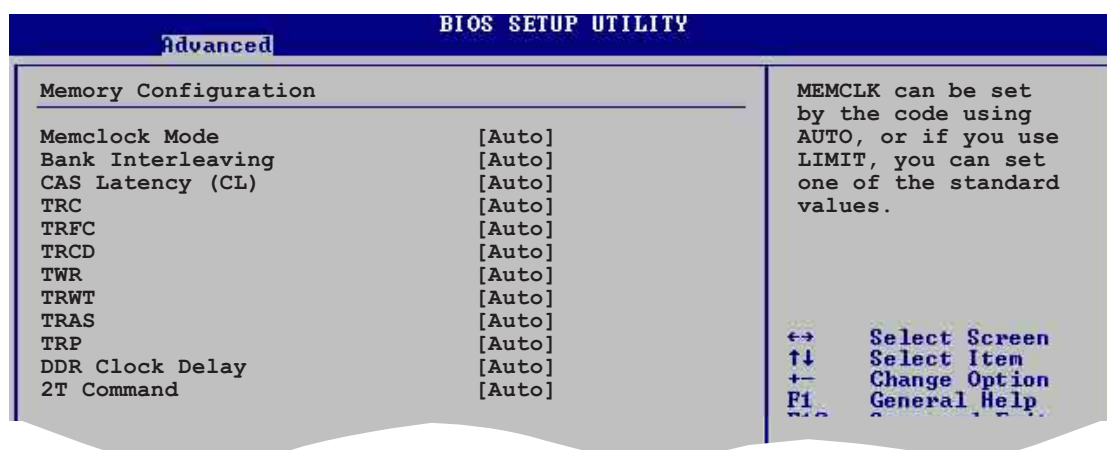 BIOS SETUP UTILITY
Advanced
Memory Configuration
Memclock Mode [Auto]
Bank Interleaving [Auto]
CAS Latency (CL) [Auto]
TRC [Auto]
TRFC [Auto]
TRCD [Auto]
TWR [Auto]
TRWT [Auto]
TRAS [Auto]
TRP [Auto]
DDR Clock Delay [Auto]
2T Command [Auto]
MEMCLK can be set
by the code using
AUTO, or if you use
LIMIT, you can set
one of the standard
values.
↔ Select Screen
↑↓ Select Item
+- Change Option
F1 General Help